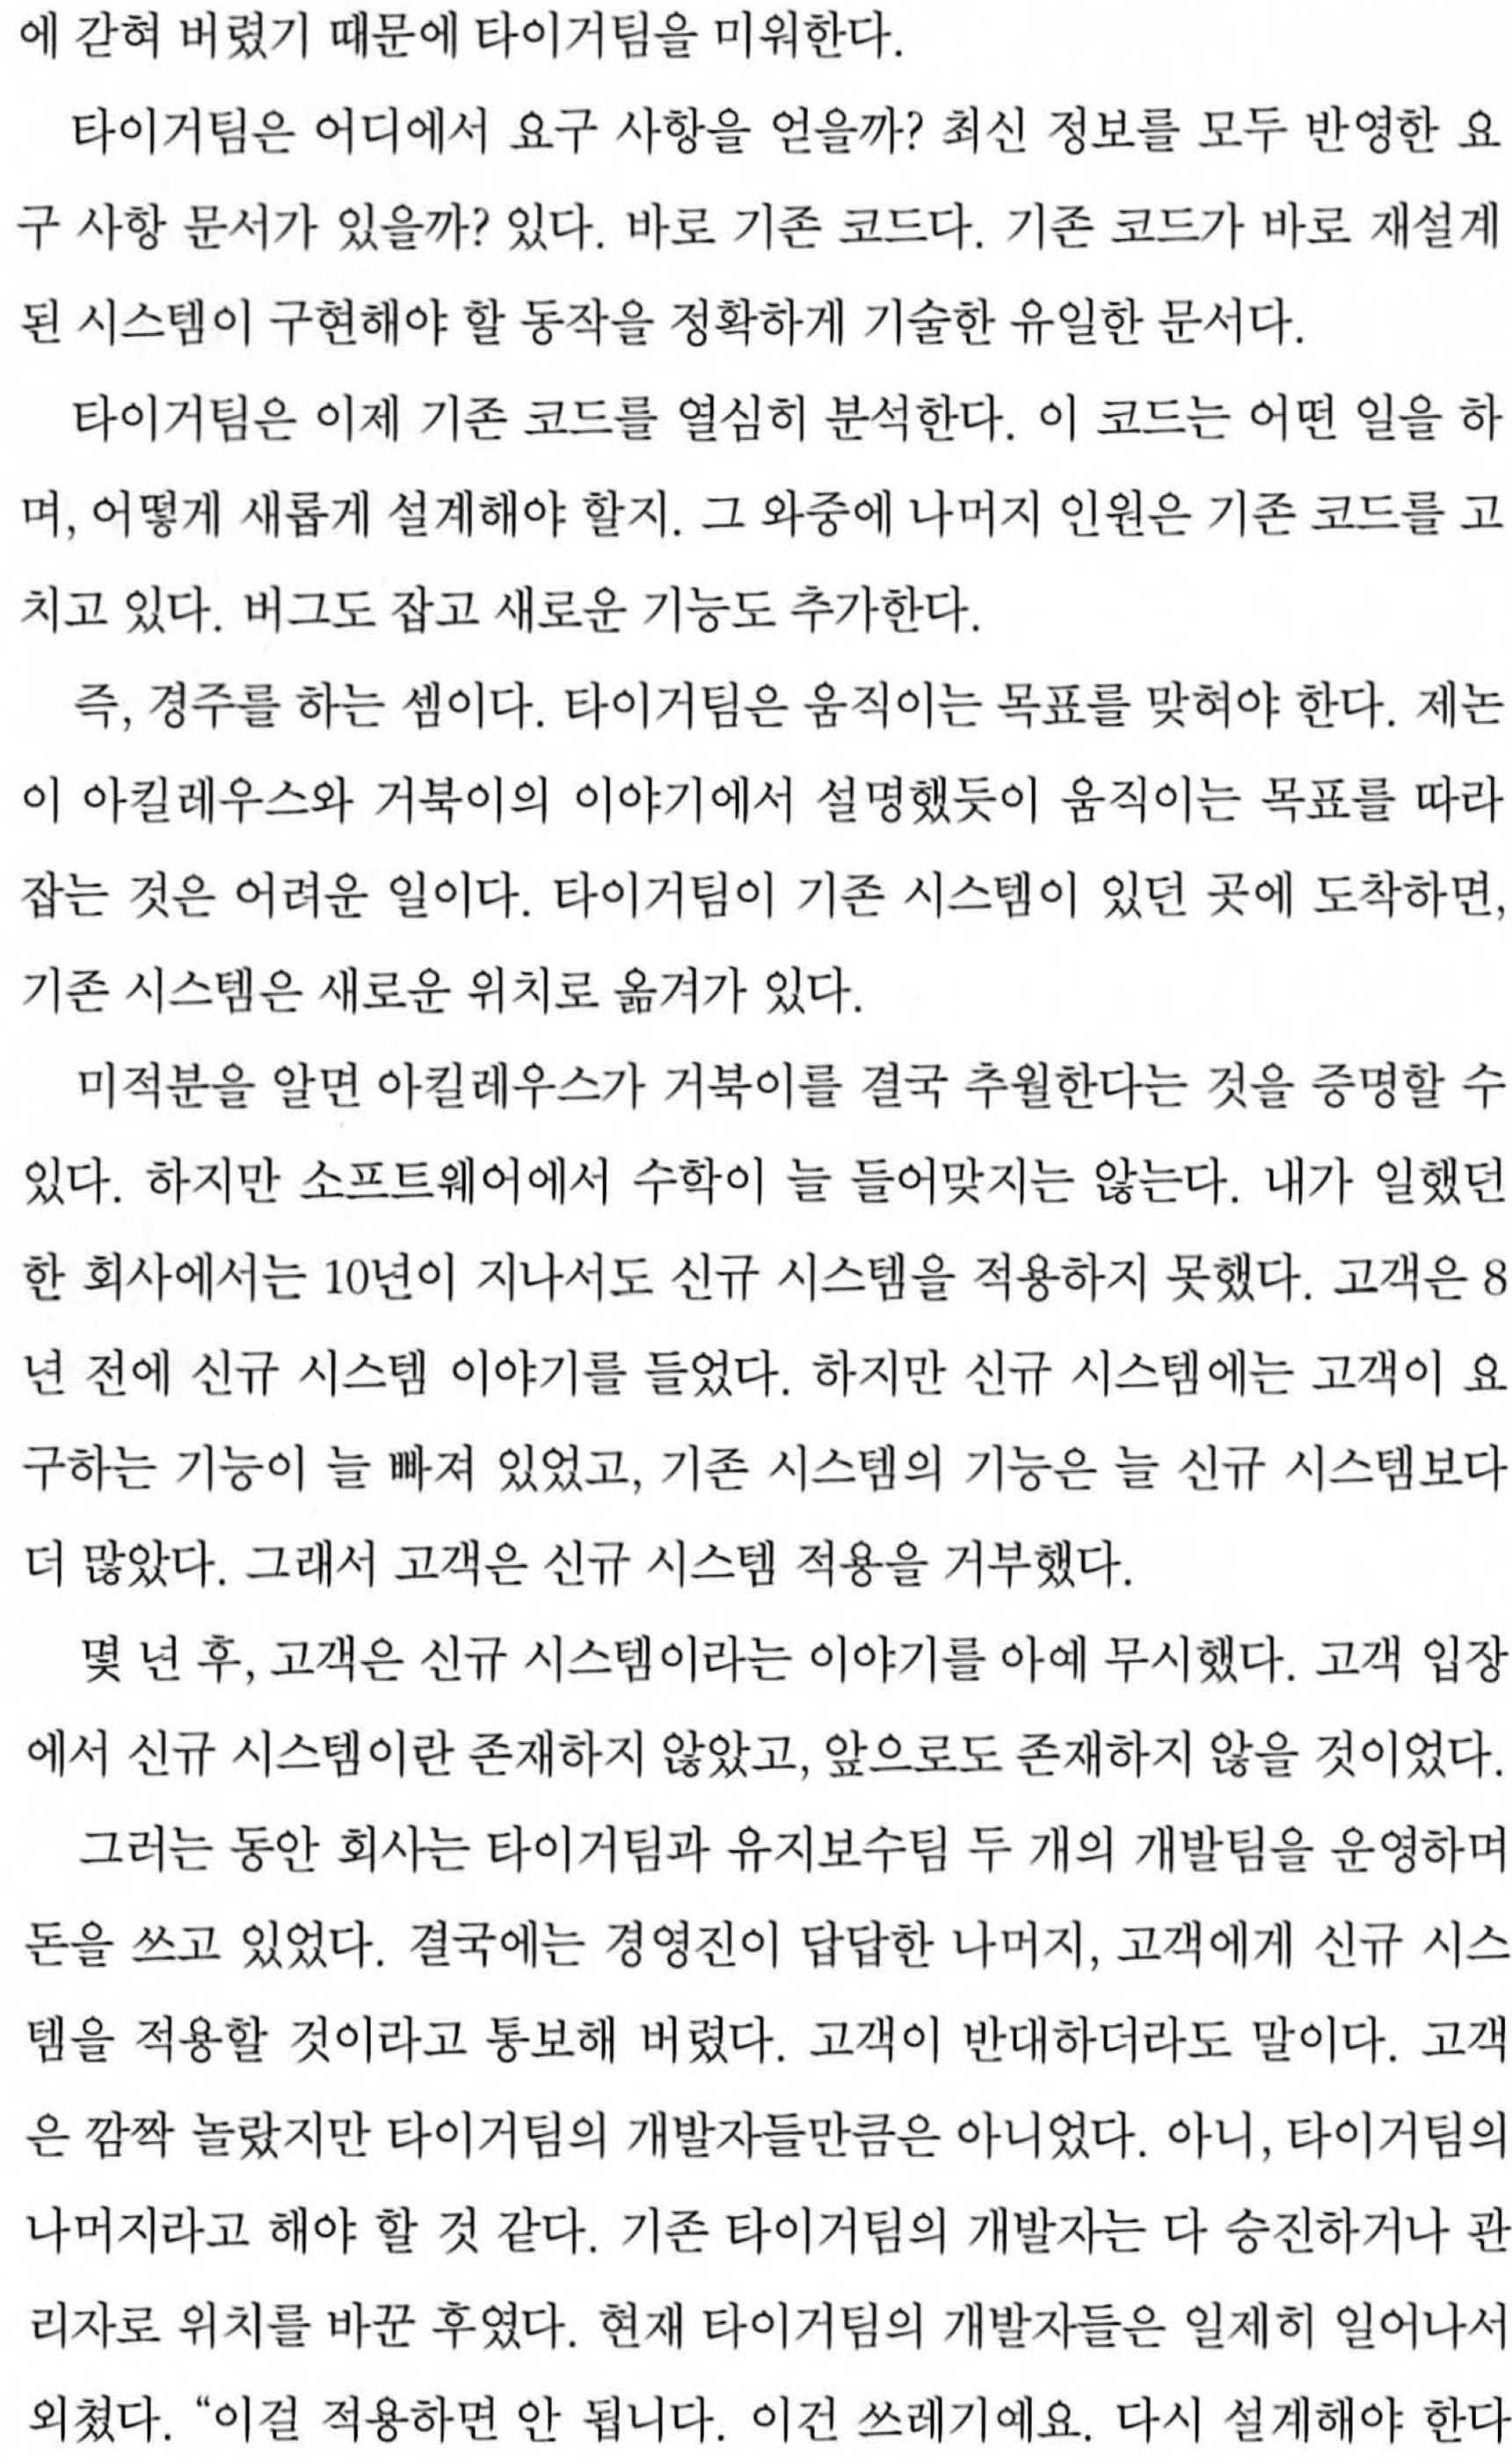 에 갇혀 버렸기 때문에 타이거팀을 미워한다.
타이거팀은 어디에서 요구 사항을 얻을까? 최신 정보를 모두 반영한 요
구 사항 문서가 있을까? 있다. 바로 기존 코드다. 기존 코드가 바로 재설계
된 시스템이 구현해야 할 동작을 정확하게 기술한 유일한 문서다.
타이거팀은 이제 기존 코드를 열심히 분석한다. 이 코드는 어떤 일을 하
며, 어떻게 새롭게 설계해야 할지. 그 와중에 나머지 인원은 기존 코드를 고
치고 있다. 버그도 잡고 새로운 기능도 추가한다.
즉, 경주를 하는 셈이다. 타이거팀은 움직이는 목표를 맞혀야 한다. 제논
이 아킬레우스와 거북이의 이야기에서 설명했듯이 움직이는 목표를 따라
잡는 것은 어려운 일이다. 타이거팀이 기존 시스템이 있던 곳에 도착하면,
기존 시스템은 새로운 위치로 옮겨가 있다.
미적분을 알면 아킬레우스가 거북이를 결국 추월한다는 것을 증명할 수
있다. 하지만 소프트웨어에서 수학이 늘 들어맞지는 않는다. 내가 일했던
한 회사에서는 10년이 지나서도 신규 시스템을 적용하지 못했다. 고객은 8
년 전에 신규 시스템 이야기를 들었다. 하지만 신규 시스템에는 고객이 요
구하는 기능이 늘 빠져 있었고, 기존 시스템의 기능은 늘 신규 시스템보다
더 많았다. 그래서 고객은 신규 시스템 적용을 거부했다.
몇 년 후, 고객은 신규 시스템이라는 이야기를 아예 무시했다. 고객 입장
에서 신규 시스템이란 존재하지 않았고, 앞으로도 존재하지 않을 것이었다.
그러는 동안 회사는 타이거팀과 유지보수팀 두 개의 개발팀을 운영하며
돈을 쓰고 있었다. 결국에는 경영진이 답답한 나머지, 고객에게 신규 시스
템을 적용할 것이라고 통보해 버렸다. 고객이 반대하더라도 말이다. 고객
은 깜짝 놀랐지만 타이거팀의 개발자들만큼은 아니었다. 아니, 타이거팀의
나머지라고 해야 할 것 같다. 기존 타이거팀의 개발자는 다 승진하거나 관
리자로 위치를 바꾼 후였다. 현재 타이거팀의 개발자들은 일제히 일어나서
외쳤다. “이걸 적용하면 안 됩니다. 이건 쓰레기예요. 다시 설계해야 한다